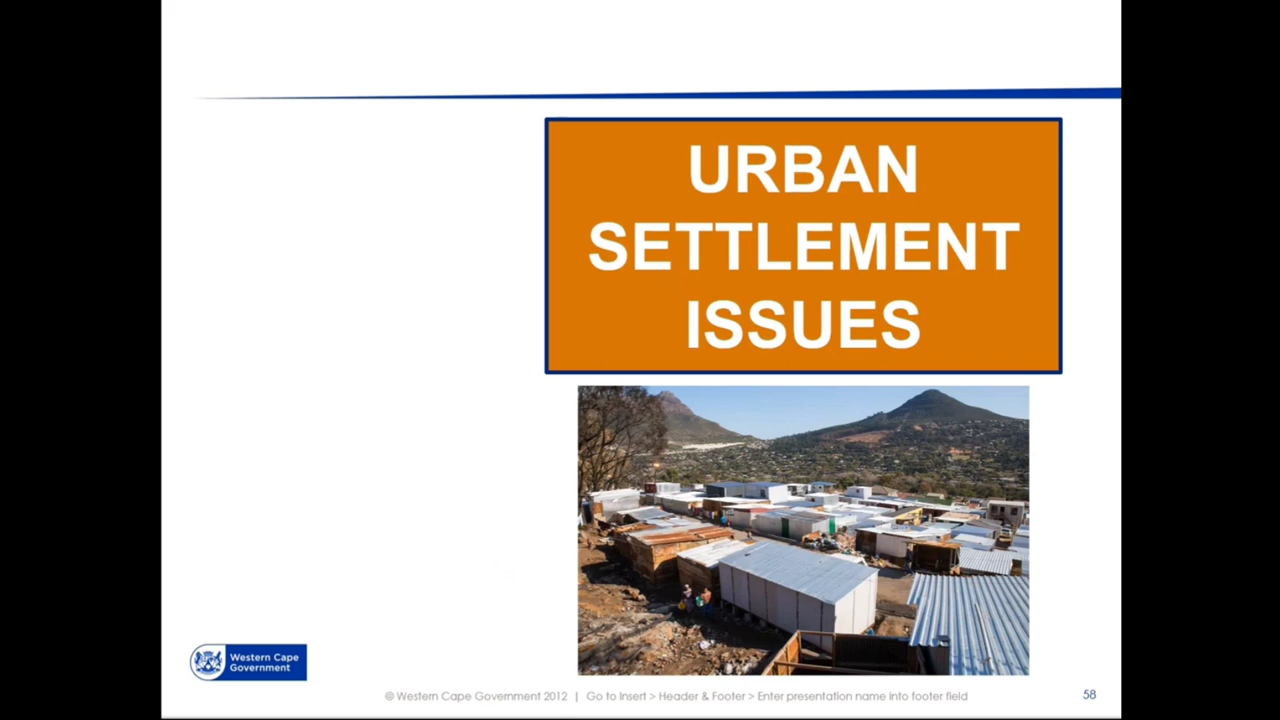 URBAN
SETTLEMENT
ISSUES
Western Cape
Government
© Western Cape Government 2012 | Go to Insert > Header & Footer > Enter presentation name into footer field
58